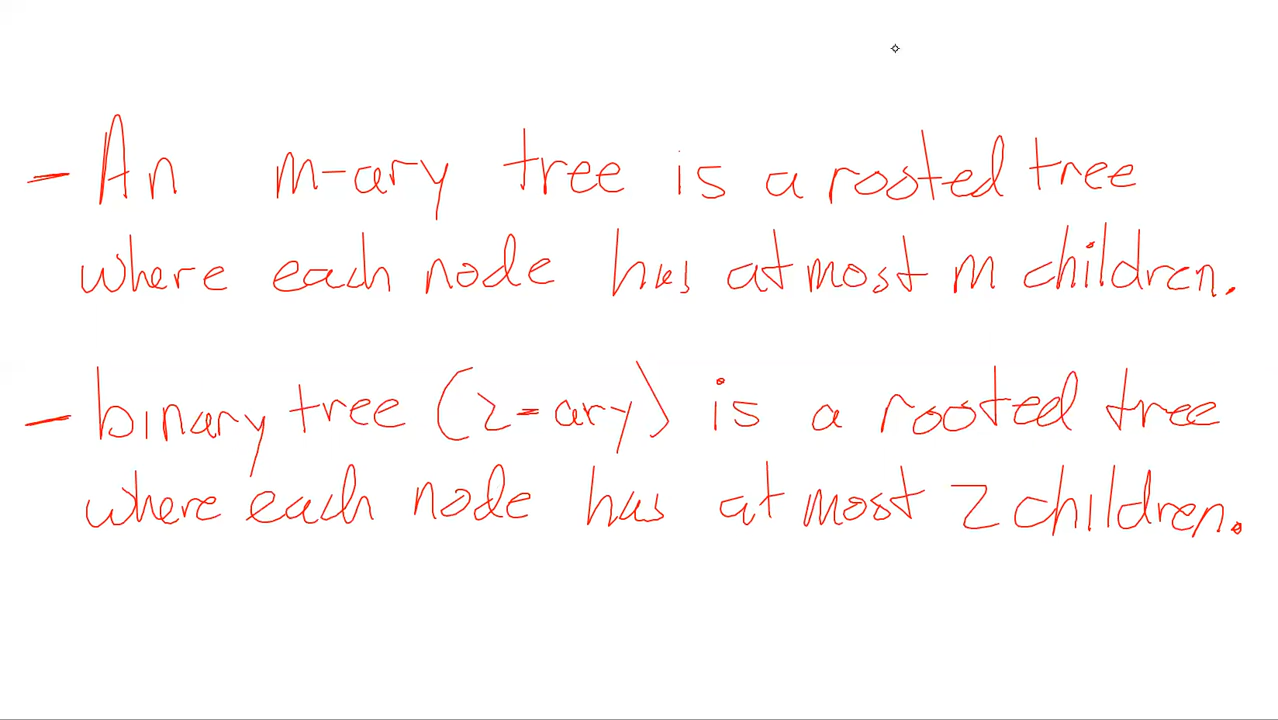 - An m-ary tree is a rooted tree
where each node has at most m children.
- binary tree (2-ary) is a rooted tree
where each node has at most 2 children.